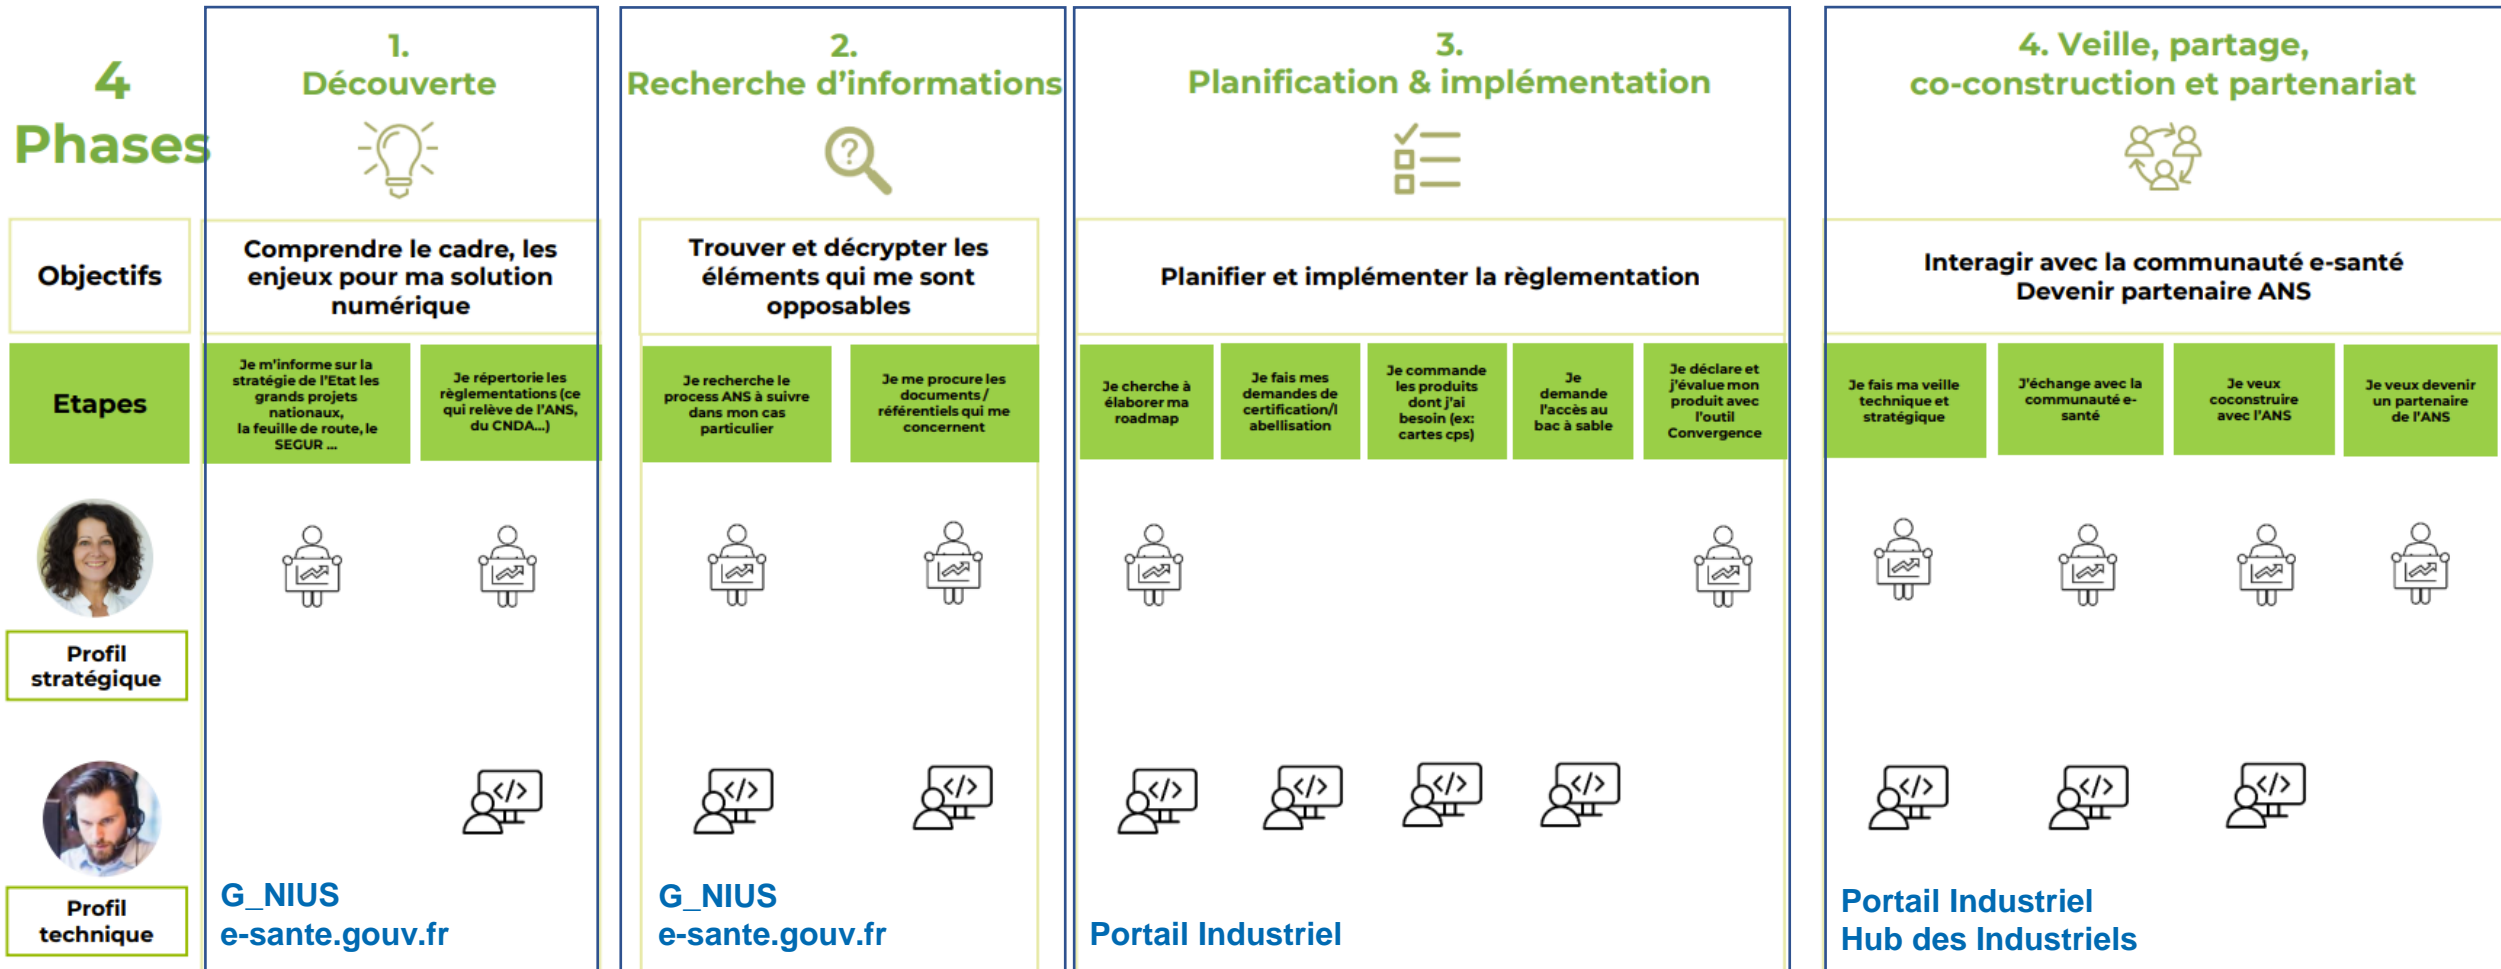 4
Phases
1.
Découverte
2.
Recherche d'informations
3.
Planification & implémentation
4. Veille, partage,
co-construction et partenariat
?
Objectifs
Comprendre le cadre, les
enjeux pour ma solution
numérique
Trouver et décrypter les
éléments qui me sont
opposables
Planifier et implémenter la règlementation
Interagir avec la communauté e-santé
Devenir partenaire ANS
Etapes
Je m'informe sur la
stratégie de l'Etat les
grands projets
nationaux,
la feuille de route, le
SEGUR ...
Je répertorie les
règlementations (ce
qui relève de l'ANS,
du CNDA...)
Je recherche le
process ANS à suivre
dans mon cas
particulier
Je me procure les
documents /
référentiels qui me
concernent
Je cherche à
élaborer ma
roadmap
Je fais mes
demandes de
certification/l
abellisation
Je commande
les produits
dont j'ai
besoin (ex:
cartes cps)
Je
demande
l'accès au
bac à sable
Je déclare et
j'évalue mon
produit avec
l'outil
Convergence
Je fais ma veille
technique et
stratégique
J'échange avec la
communauté e-
santé
Je veux
coconstruire
avec l'ANS
Je veux devenir
un partenaire
de l'ANS
Profil
stratégique
</>
</>
</>
</>
</>
</>
</>
</>
</>
</>
Profil
technique
G_NIUS
e-sante.gouv.fr
G_NIUS
e-sante.gouv.fr
Portail Industriel
Portail Industriel
Hub des Industriels